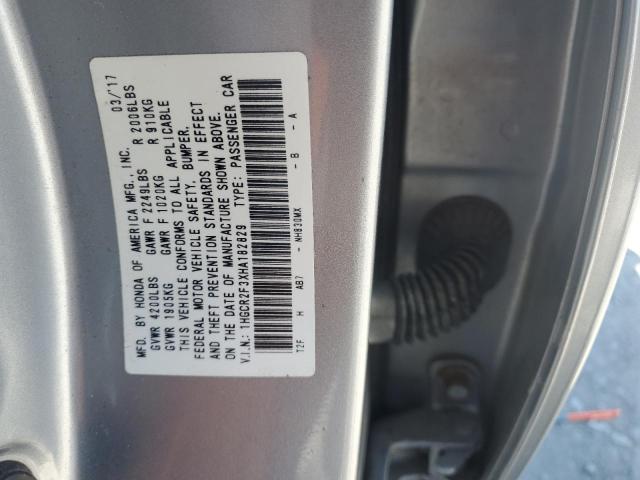 MFD. BY HONDA OF AMERICA MFG., INC. 03/'17
GVWR 4200LBS GAWR F 2249LBS R 2006LBS
GVWR 1905KG GAWR F 1020KG R 910KG
THIS VEHICLE CONFORMS TO ALL APPLICABLE
FEDERAL MOTOR VEHICLE SAFETY, BUMPER,
AND THEFT PREVENTION STANDARDS IN EFFECT
ON THE DATE OF MANUFACTURE SHOWN ABOVE.
V.I.N.: 1HGCR2F3XHA182829 TYPE: PASSENGER CAR
T2F H AB7 - NH830MX - B - A